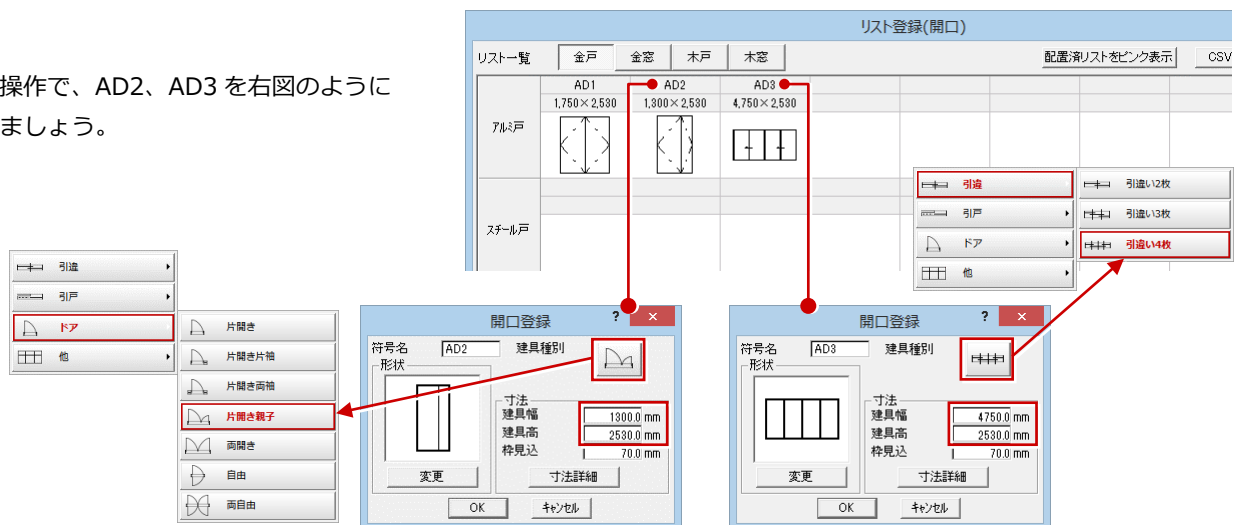 操作で、AD2、AD3 を右図のように
ましょう。
リスト登録(開口)
リスト一覧 金戸 金窓 木戸 木窓 配置済リストをピンク表示 CSV
AD1 AD2 AD3
1,750×2,530 1,300×2,530 4,750×2,530
アルミ戸
スチール戸
引違
引戸
ドア
他
引違い2枚
引違い3枚
引違い4枚
引違
引戸
ドア
他
片開き
片開き片袖
片開き両袖
片開き親子
両開き
自由
両自由
開口登録 ? ×
符号名 AD2 建具種別
形状
寸法
建具幅 1300.0 mm
建具高 2530.0 mm
枠見込 70.0 mm
変更 寸法詳細
OK キャンセル
開口登録 ? ×
符号名 AD3 建具種別
形状
寸法
建具幅 4750.0 mm
建具高 2530.0 mm
枠見込 70.0 mm
変更 寸法詳細
OK キャンセル